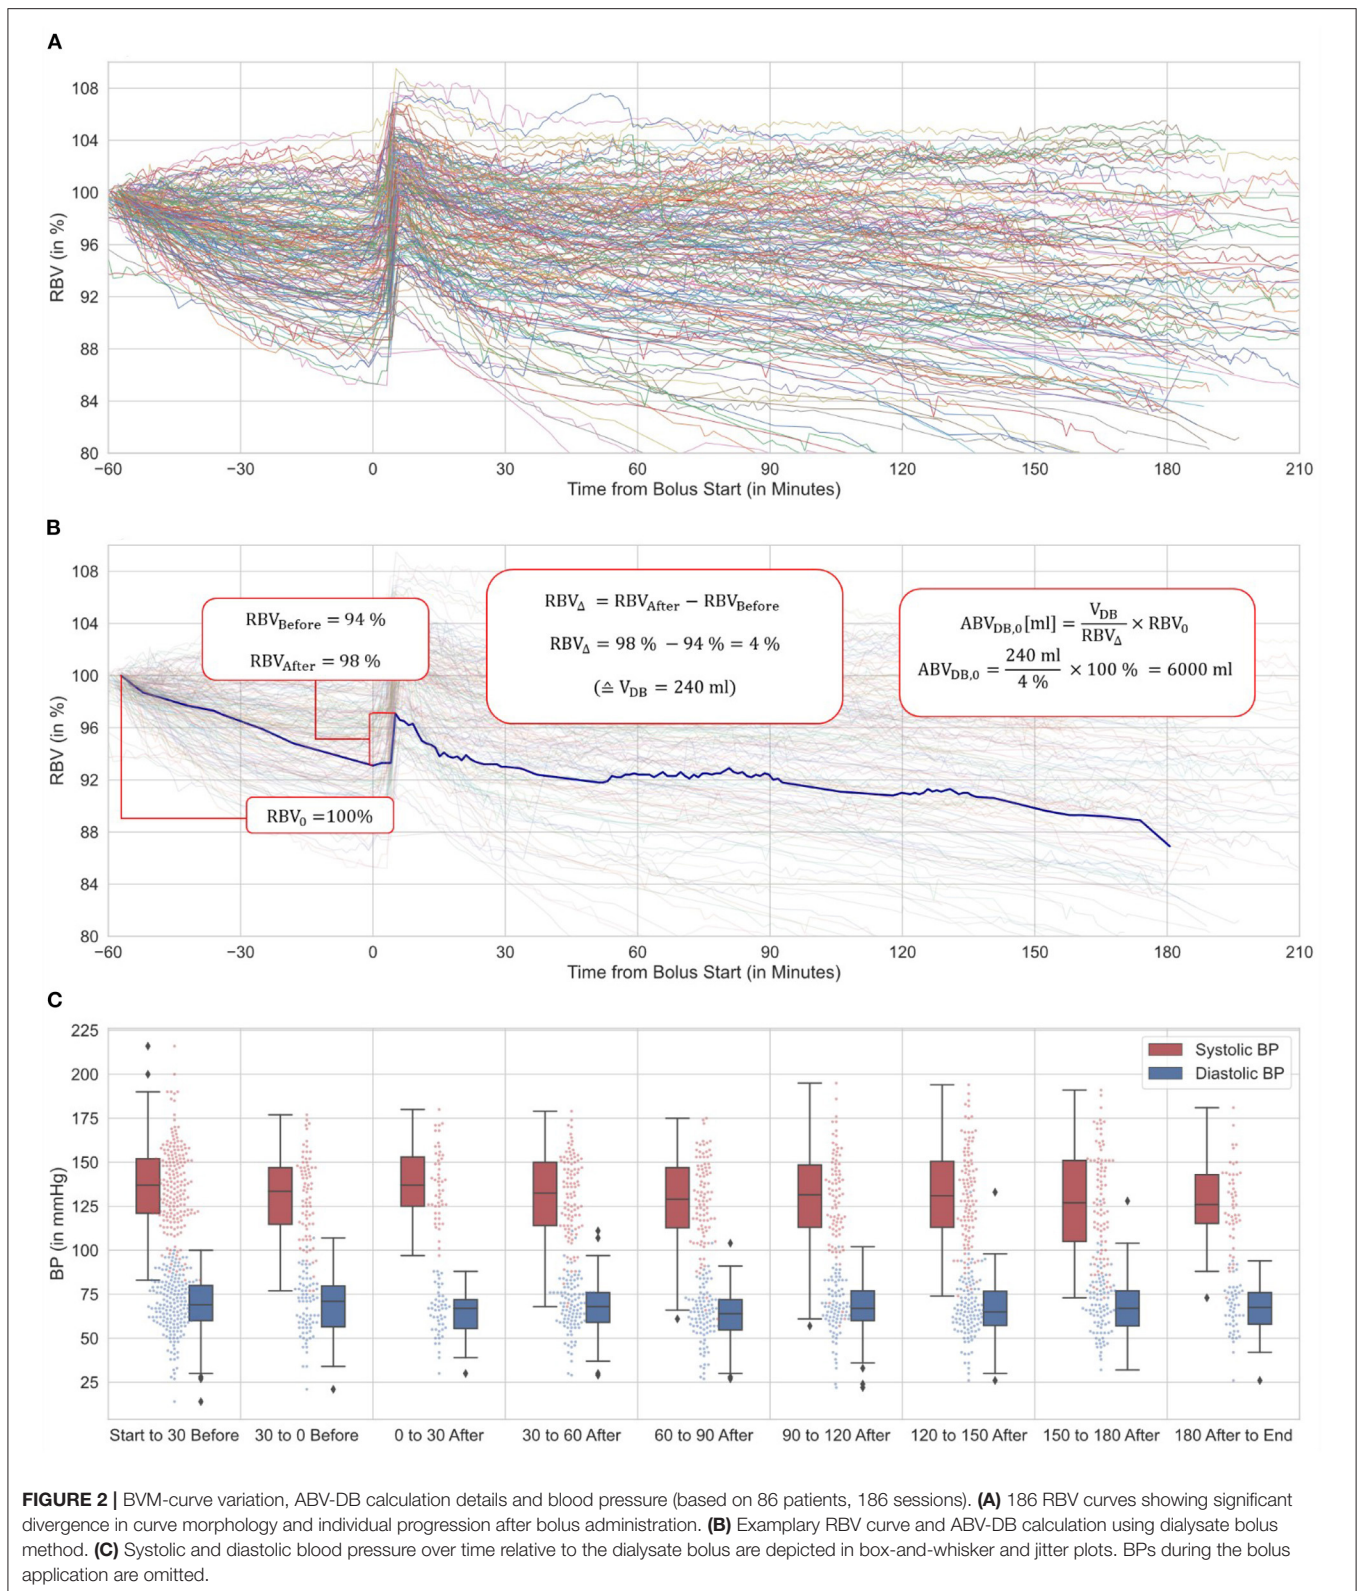 A
108
104
100
96
92
88
84
80
RBV (in %)
−60 −30 0 30 60 90 120 150 180 210
Time from Bolus Start (in Minutes)
B
108
104
100
96
92
88
84
80
RBV (in %)
RBV_Before = 94 %
RBV_After = 98 %
RBV_Δ = RBV_After − RBV_Before
RBV_Δ = 98 % − 94 % = 4 %
(≙ V_DB = 240 ml)
ABV_DB,0[ml] = V_DB / RBV_Δ × RBV_0
ABV_DB,0 = 240 ml / 4 % × 100 % = 6000 ml
RBV_0 =100%
−60 −30 0 30 60 90 120 150 180 210
Time from Bolus Start (in Minutes)
C
225
200
175
150
125
100
75
50
25
BP (in mmHg)
Systolic BP
Diastolic BP
Start to 30 Before 30 to 0 Before 0 to 30 After 30 to 60 After 60 to 90 After 90 to 120 After 120 to 150 After 150 to 180 After 180 After to End
FIGURE 2 | BVM-curve variation, ABV-DB calculation details and blood pressure (based on 86 patients, 186 sessions). (A) 186 RBV curves showing significant
divergence in curve morphology and individual progression after bolus administration. (B) Examplary RBV curve and ABV-DB calculation using dialysate bolus
method. (C) Systolic and diastolic blood pressure over time relative to the dialysate bolus are depicted in box-and-whisker and jitter plots. BPs during the bolus
application are omitted.